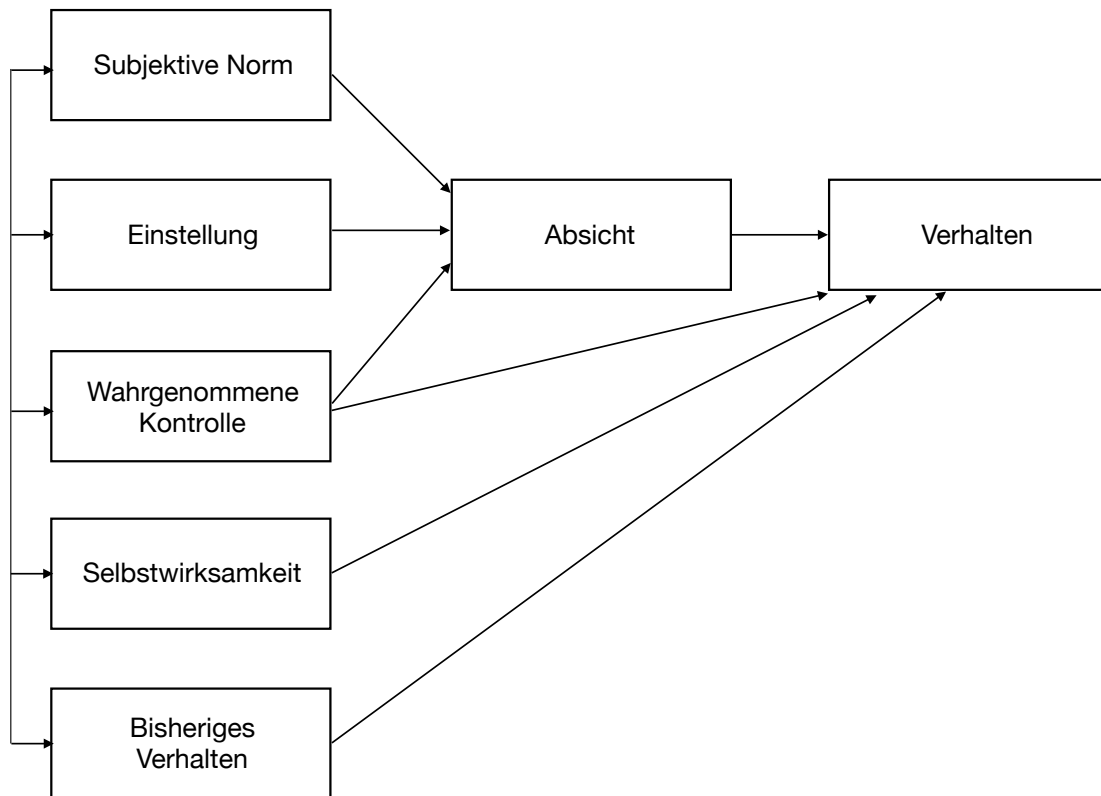 Subjektive Norm
Einstellung
Absicht
Verhalten
Wahrgenommene
Kontrolle
Selbstwirksamkeit
Bisheriges
Verhalten